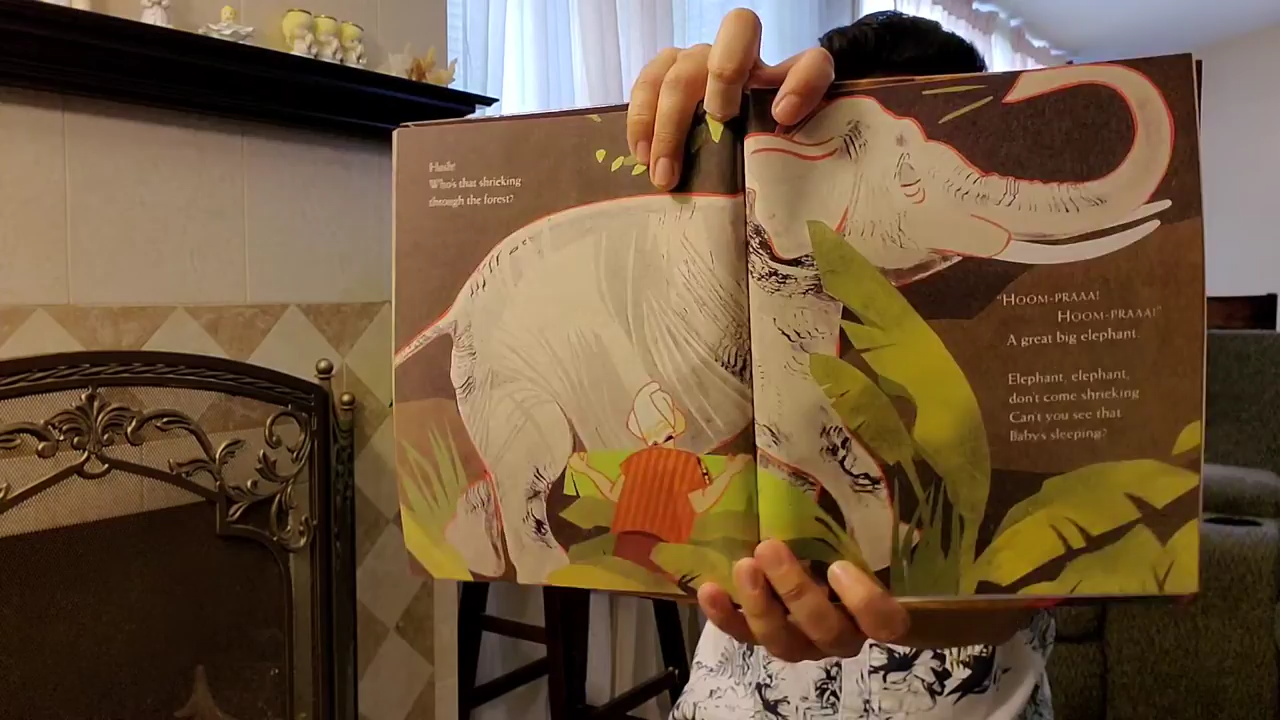 Hush!
Who's that shrieking
through the forest?
"HOOM-PRAAA!
HOOM-PRAAA!"
A great big elephant.
Elephant, elephant,
don't come shrieking
Can't you see that
Baby's sleeping?